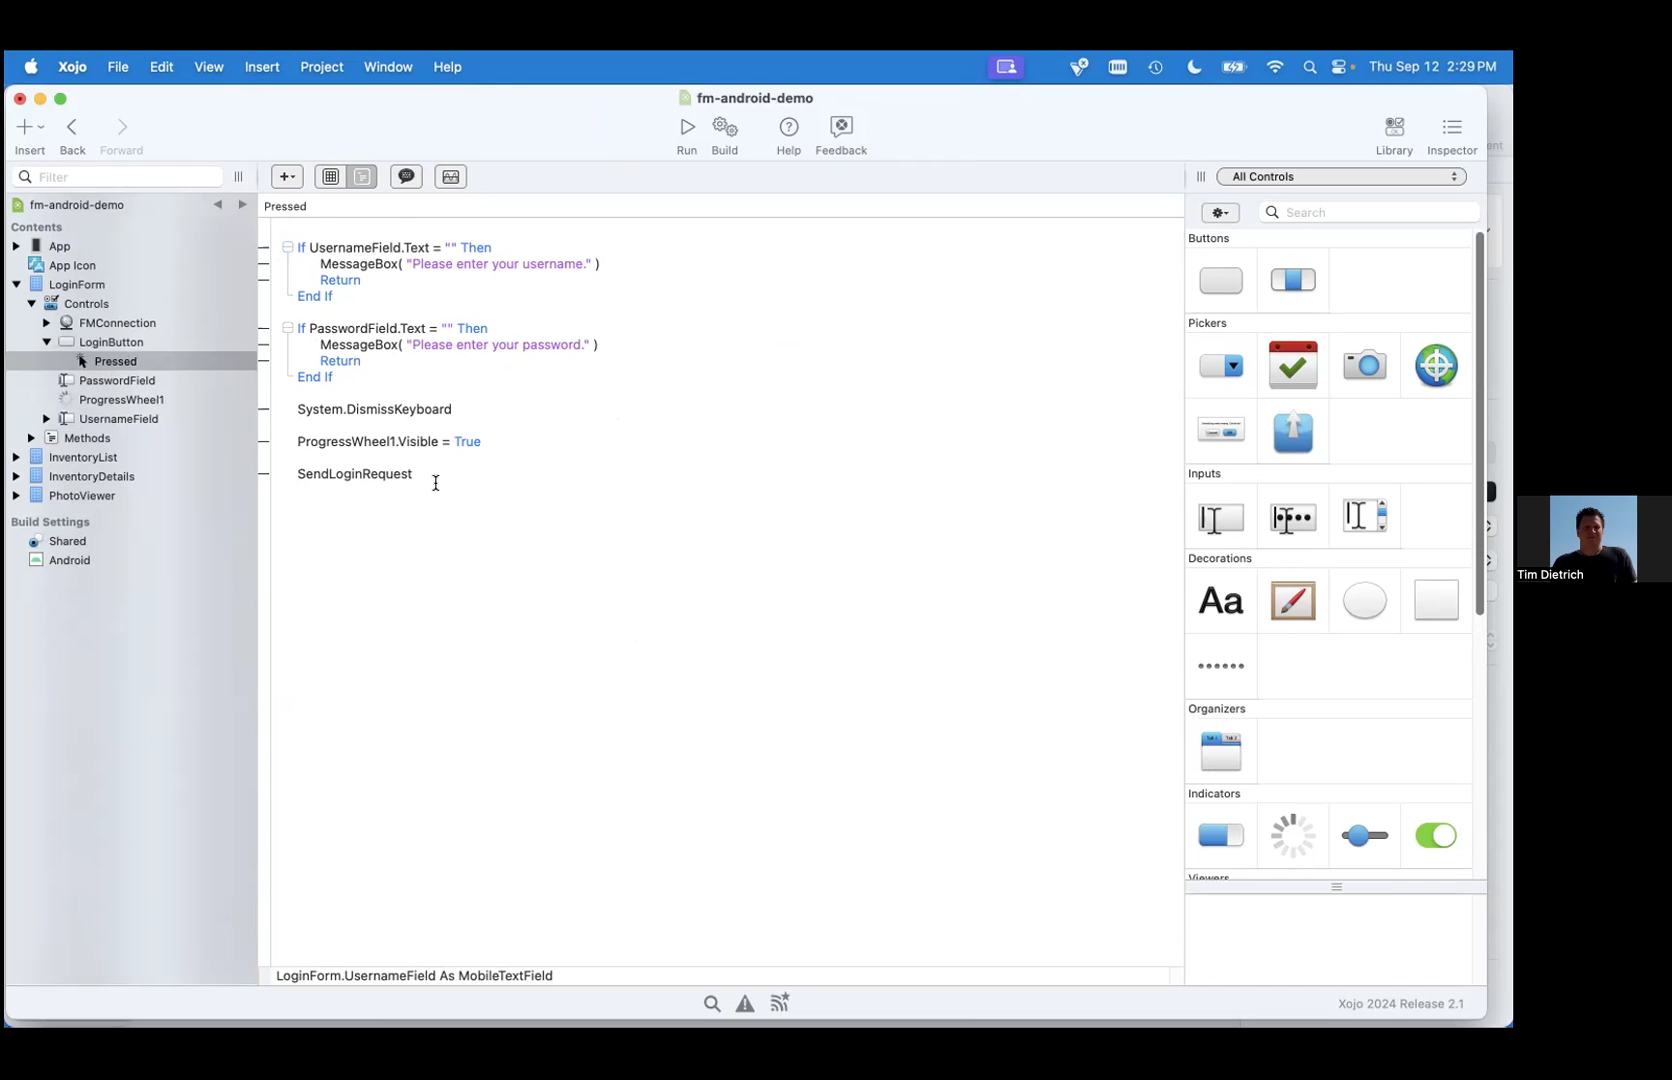 Xojo File Edit View Insert Project Window Help
Thu Sep 12 2:29 PM
fm-android-demo
Insert Back Forward
Run Build Help Feedback
Library Inspector
Filter
All Controls
fm-android-demo
Contents
App
App Icon
LoginForm
Controls
FMConnection
LoginButton
Pressed
PasswordField
ProgressWheel1
UsernameField
Methods
InventoryList
InventoryDetails
PhotoViewer
Build Settings
Shared
Android
Pressed
If UsernameField.Text = "" Then
MessageBox( "Please enter your username." )
Return
End If
If PasswordField.Text = "" Then
MessageBox( "Please enter your password." )
Return
End If
System.DismissKeyboard
ProgressWheel1.Visible = True
SendLoginRequest
LoginForm.UsernameField As MobileTextField
Search
Buttons
Pickers
Inputs
Decorations
Aa
Organizers
Indicators
Viewers
Xojo 2024 Release 2.1
Tim Dietrich